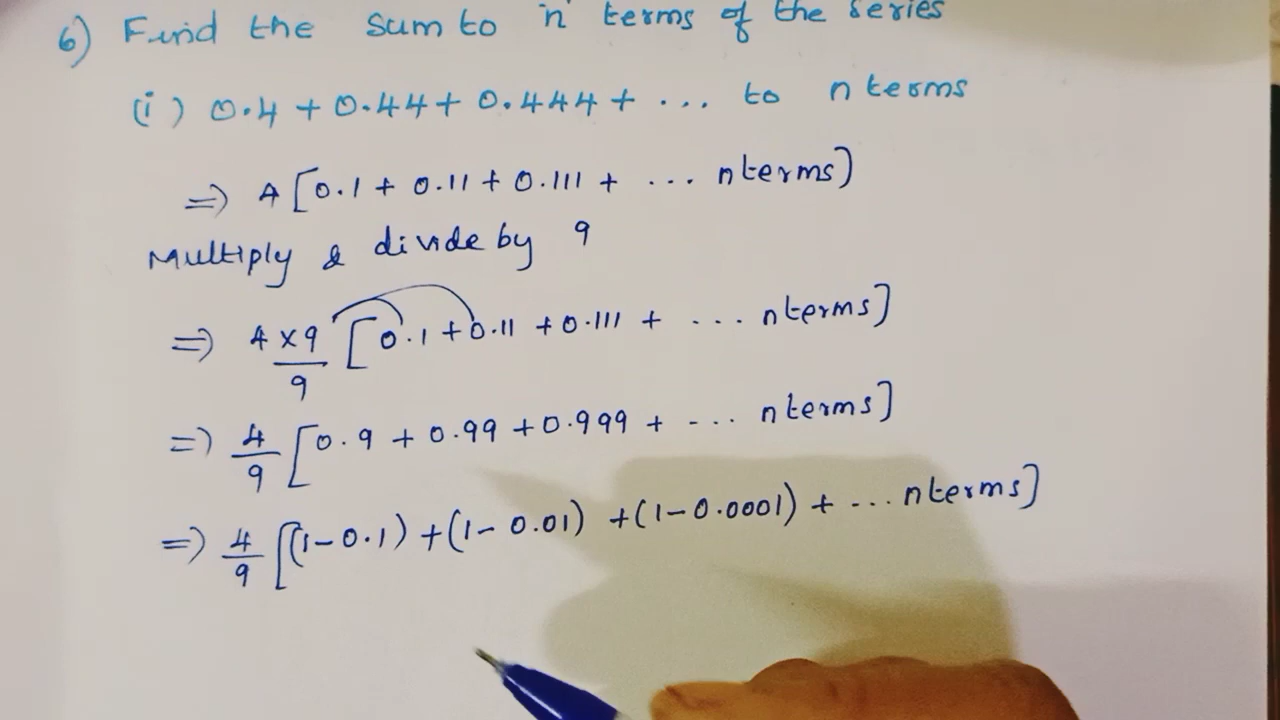 6) Find the sum to 'n' terms of the series
(i) 0.4 + 0.44 + 0.444 + ... to n terms
=> 4 [0.1 + 0.11 + 0.111 + ... n terms]
Multiply & divide by 9
=> 4 × 9/9 [0.1 + 0.11 + 0.111 + ... n terms]
=> 4/9 [0.9 + 0.99 + 0.999 + ... n terms]
=> 4/9 [(1 - 0.1) + (1 - 0.01) + (1 - 0.0001) + ... n terms]